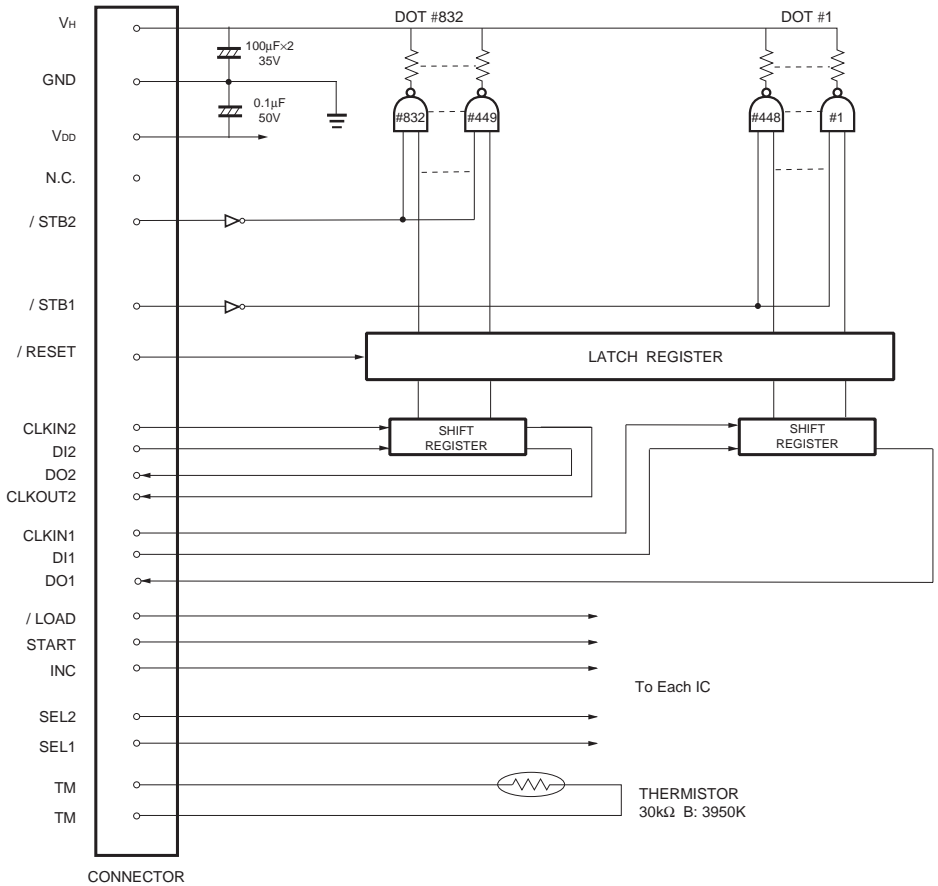 VH
DOT #832
DOT #1
100μF×2
35V
GND
0.1μF
50V
#832
#449
#448
#1
VDD
N.C.
/ STB2
/ STB1
/ RESET
LATCH REGISTER
CLKIN2
SHIFT
REGISTER
SHIFT
REGISTER
DI2
DO2
CLKOUT2
CLKIN1
DI1
DO1
/ LOAD
START
INC
To Each IC
SEL2
SEL1
TM
THERMISTOR
30kΩ B: 3950K
TM
CONNECTOR